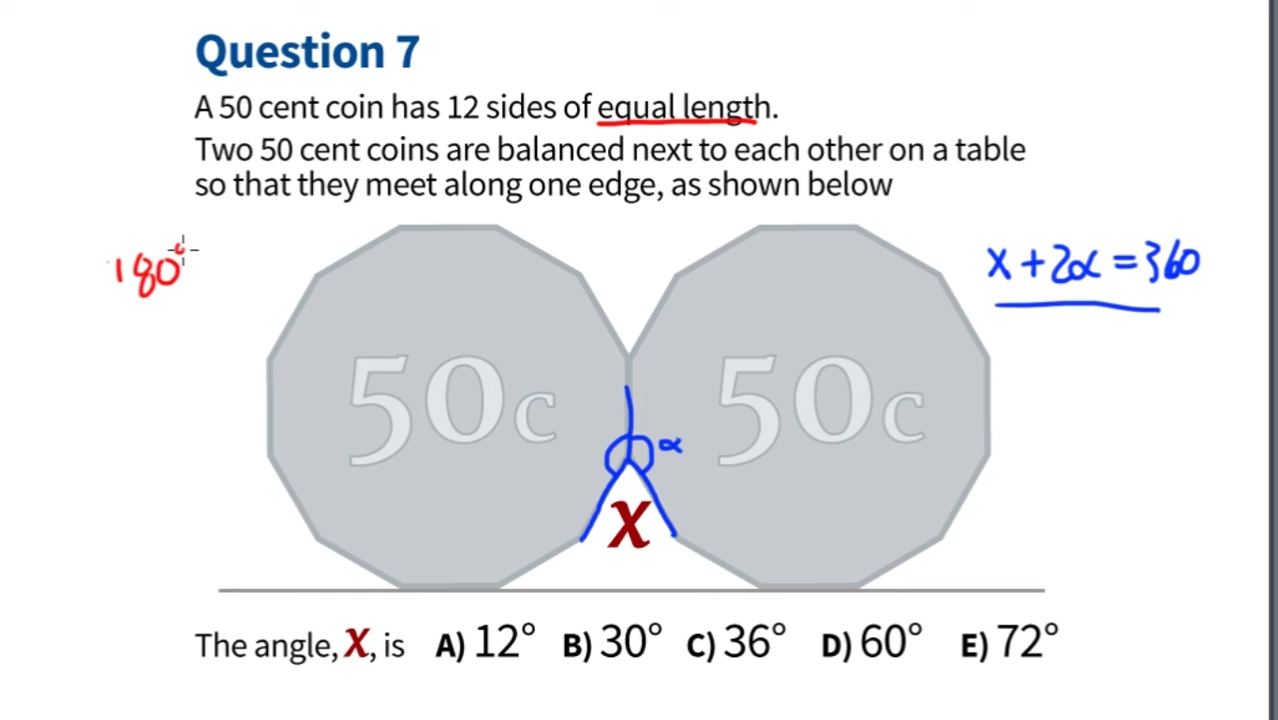 Question 7
A 50 cent coin has 12 sides of equal length.
Two 50 cent coins are balanced next to each other on a table
so that they meet along one edge, as shown below
180°
x + 2α = 360
50c 50c
α
x
The angle, x, is A) 12° B) 30° C) 36° D) 60° E) 72°